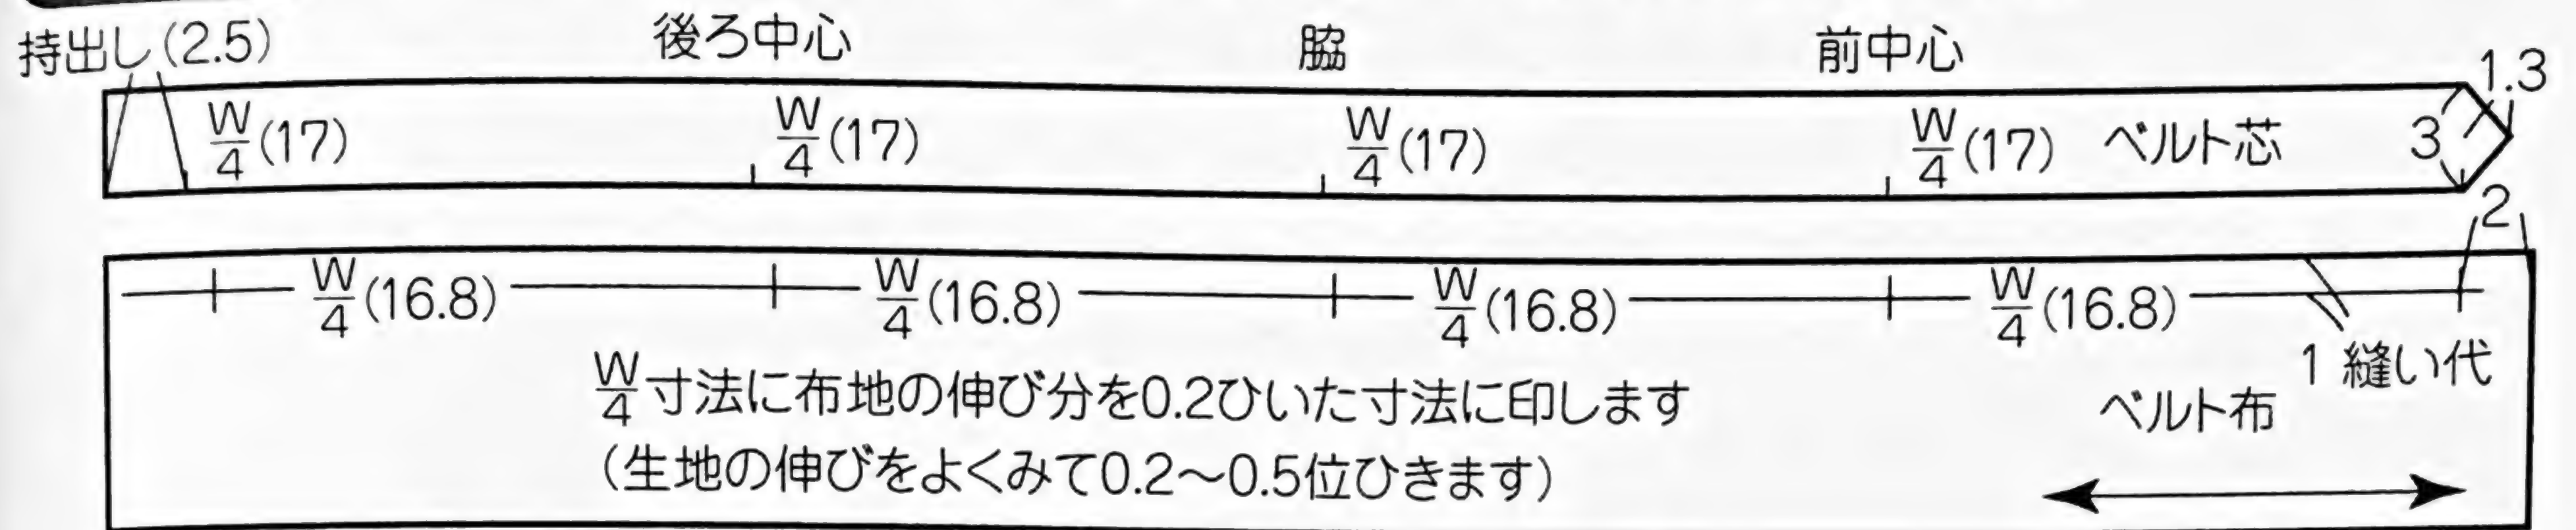 持出し(2.5) 後ろ中心 脇 前中心
1.3
W/4(17) W/4(17) W/4(17) W/4(17) ベルト芯 3
2
W/4(16.8) W/4(16.8) W/4(16.8) W/4(16.8)
1 縫い代
W/4寸法に布地の伸び分を0.2ひいた寸法に印します
ベルト布
(生地の伸びをよくみて0.2〜0.5位ひきます)